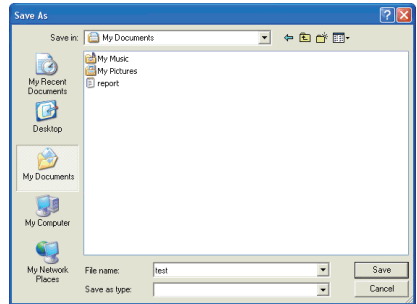 Save As
Save in: My Documents
My Music
My Pictures
report
My Recent
Documents
Desktop
My Documents
My Computer
My Network
Places
File name: test Save
Save as type: Cancel